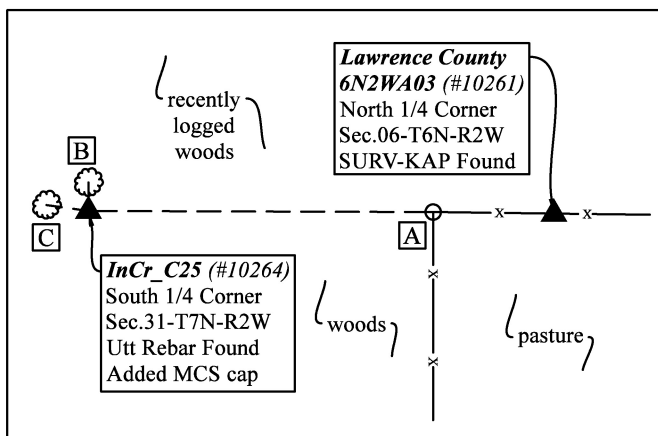 Lawrence County
6N2WA03 (#10261)
North 1/4 Corner
Sec.06-T6N-R2W
SURV-KAP Found
recently
logged
woods
B
C
A
x
x
x
x
InCr_C25 (#10264)
South 1/4 Corner
Sec.31-T7N-R2W
Utt Rebar Found
Added MCS cap
woods
pasture